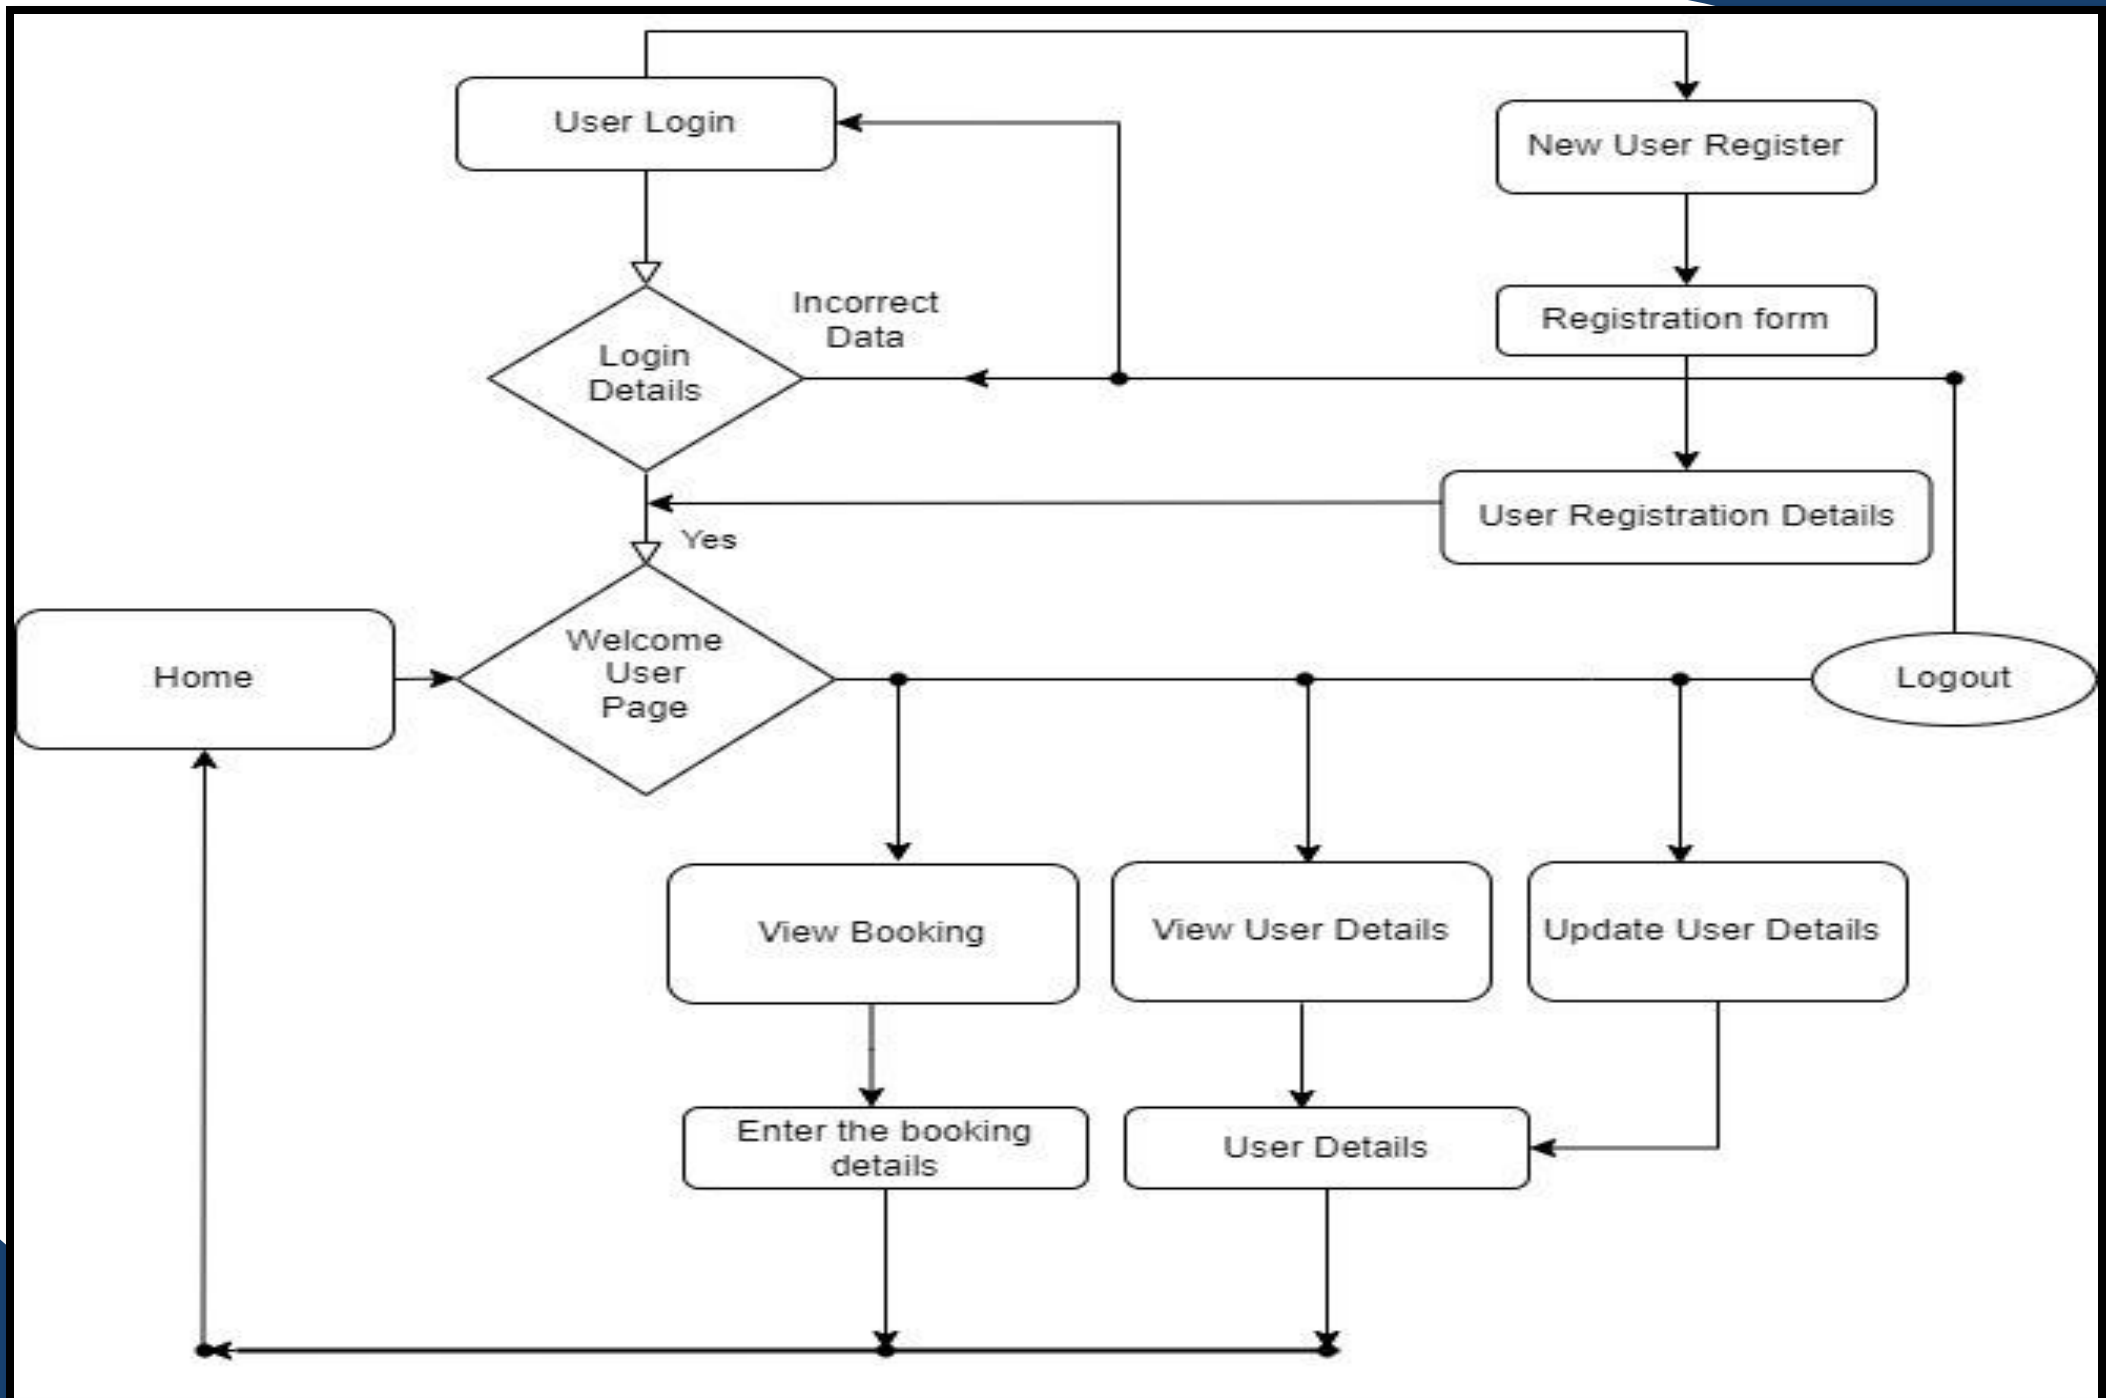 User Login
New User Register
Incorrect
Data
Registration form
Login
Details
User Registration Details
Yes
Welcome
User
Page
Home
Logout
View Booking
View User Details
Update User Details
Enter the booking
details
User Details